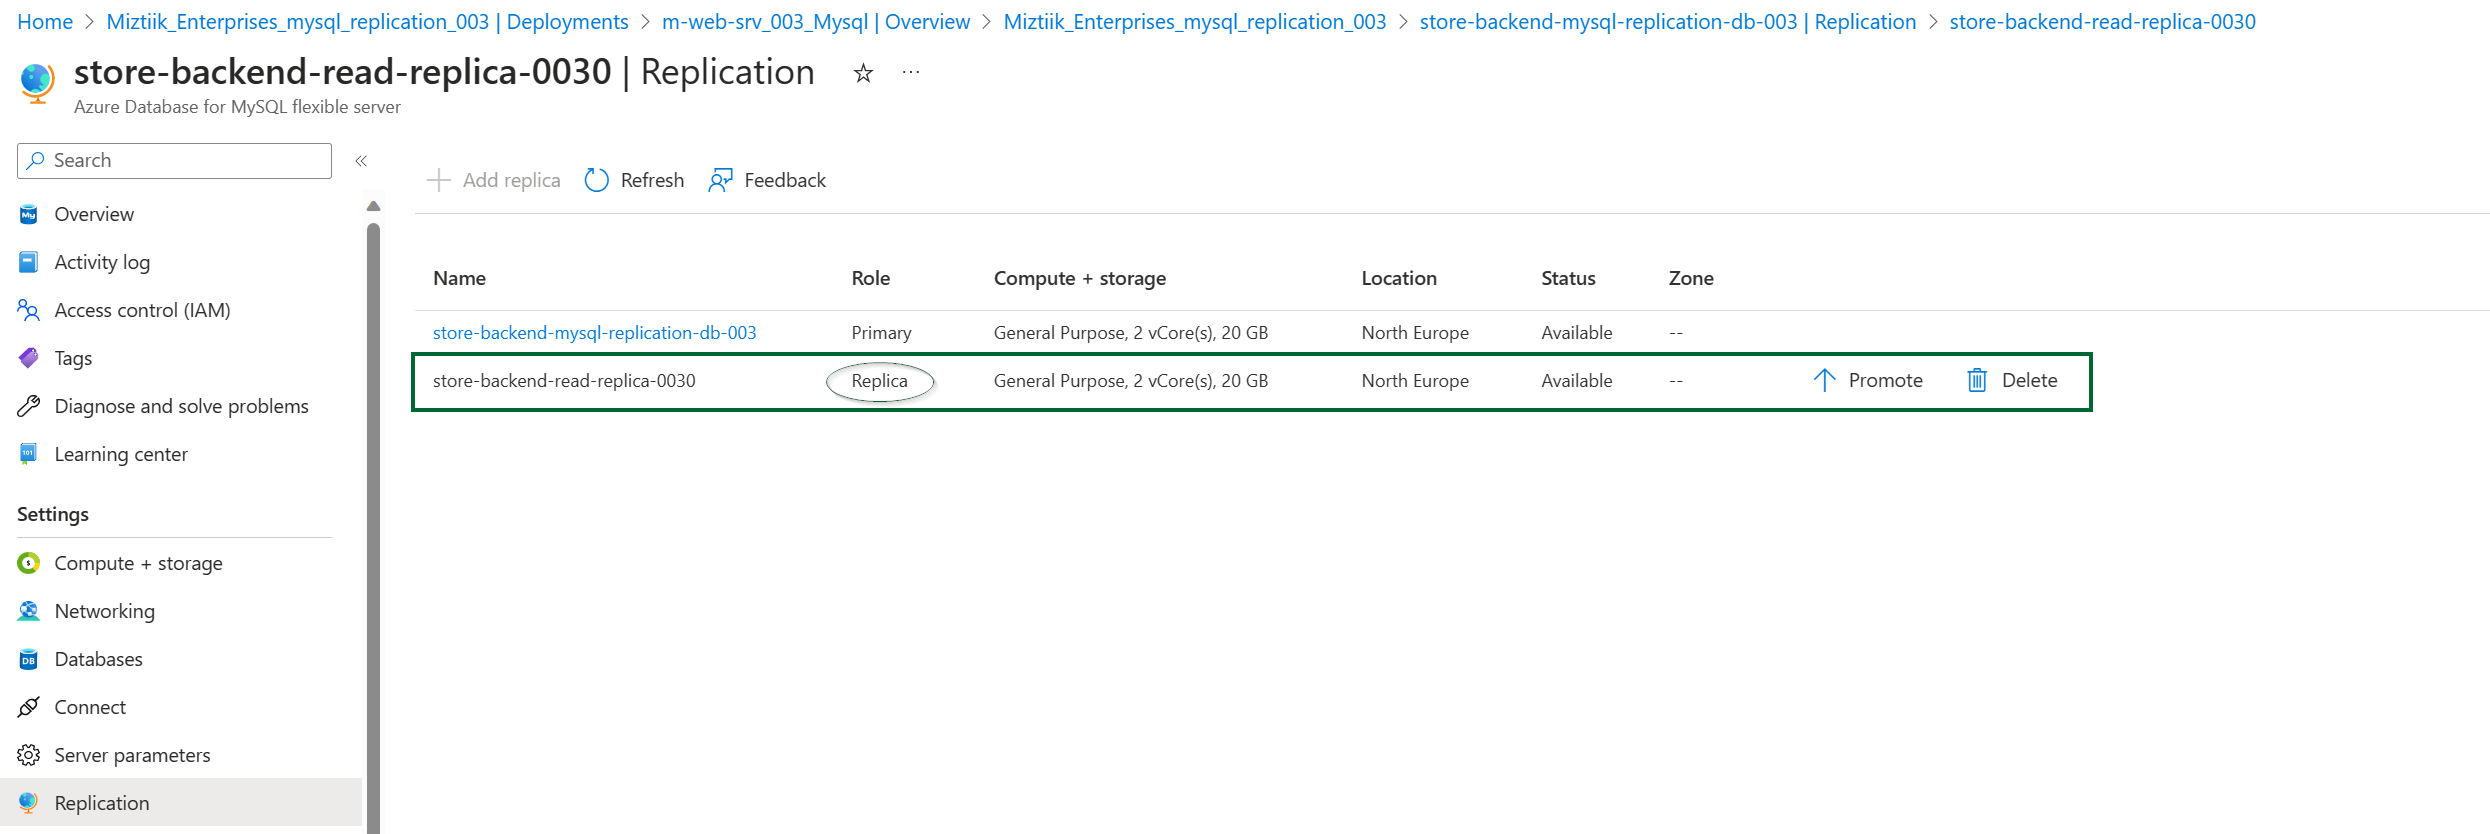 Home > Miztiik_Enterprises_mysql_replication_003 | Deployments > m-web-srv_003_Mysql | Overview > Miztiik_Enterprises_mysql_replication_003 > store-backend-mysql-replication-db-003 | Replication > store-backend-read-replica-0030
store-backend-read-replica-0030 | Replication ☆ ...
Azure Database for MySQL flexible server
Search «
Add replica Refresh Feedback
Overview
Activity log
Access control (IAM)
Tags
Diagnose and solve problems
Learning center
Settings
Compute + storage
Networking
Databases
Connect
Server parameters
Replication
Name Role Compute + storage Location Status Zone
store-backend-mysql-replication-db-003 Primary General Purpose, 2 vCore(s), 20 GB North Europe Available --
store-backend-read-replica-0030 Replica General Purpose, 2 vCore(s), 20 GB North Europe Available -- Promote Delete